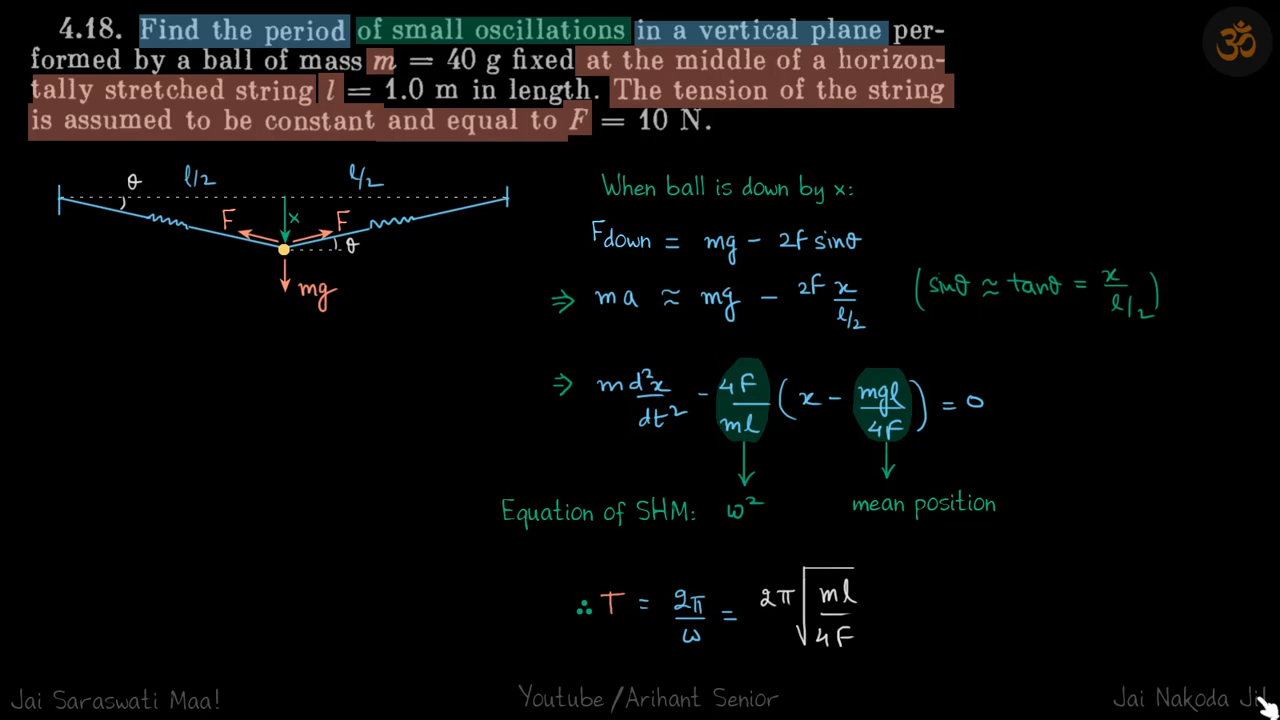 4.18. Find the period of small oscillations in a vertical plane per-
formed by a ball of mass m = 40 g fixed at the middle of a horizon-
tally stretched string l = 1.0 m in length. The tension of the string
is assumed to be constant and equal to F = 10 N.
ॐ
θ l/2 l/2
F x F
θ
mg
When ball is down by x:
Fdown = mg - 2F sinθ
⇒ ma ≈ mg - 2F x/(l/2) (sinθ ≈ tanθ = x/(l/2))
⇒ m d²x/dt² - 4F/ml (x - mgl/4F) = 0
Equation of SHM: ω² mean position
∴ T = 2π/ω = 2π√(ml/4F)
Jai Saraswati Maa! Youtube/Arihant Senior Jai Nakoda Ji!